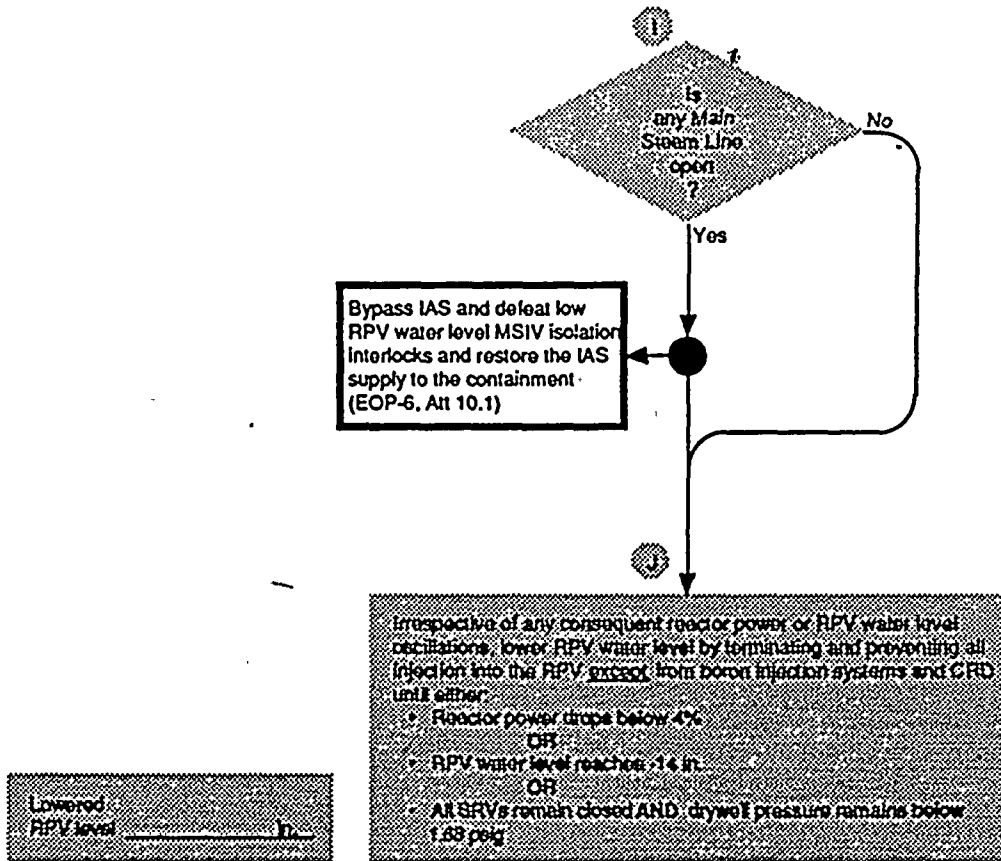 I
Is
any Main
Steam Line
open
?
No
Yes
Bypass IAS and defeat low
RPV water level MSIV isolation
interlocks and restore the IAS
supply to the containment
(EOP-6, Att 10.1)
J
Irrespective of any consequent reactor power or RPV water level
oscillations, lower RPV water level by terminating and preventing all
injection into the RPV except from boron injection systems and CRD
until either:
• Reactor power drops below 4%
OR
• RPV water level reaches -14 in.
OR
• All SRVs remain closed AND drywell pressure remains below
1.68 psig
Lowered
RPV level ____________ in.